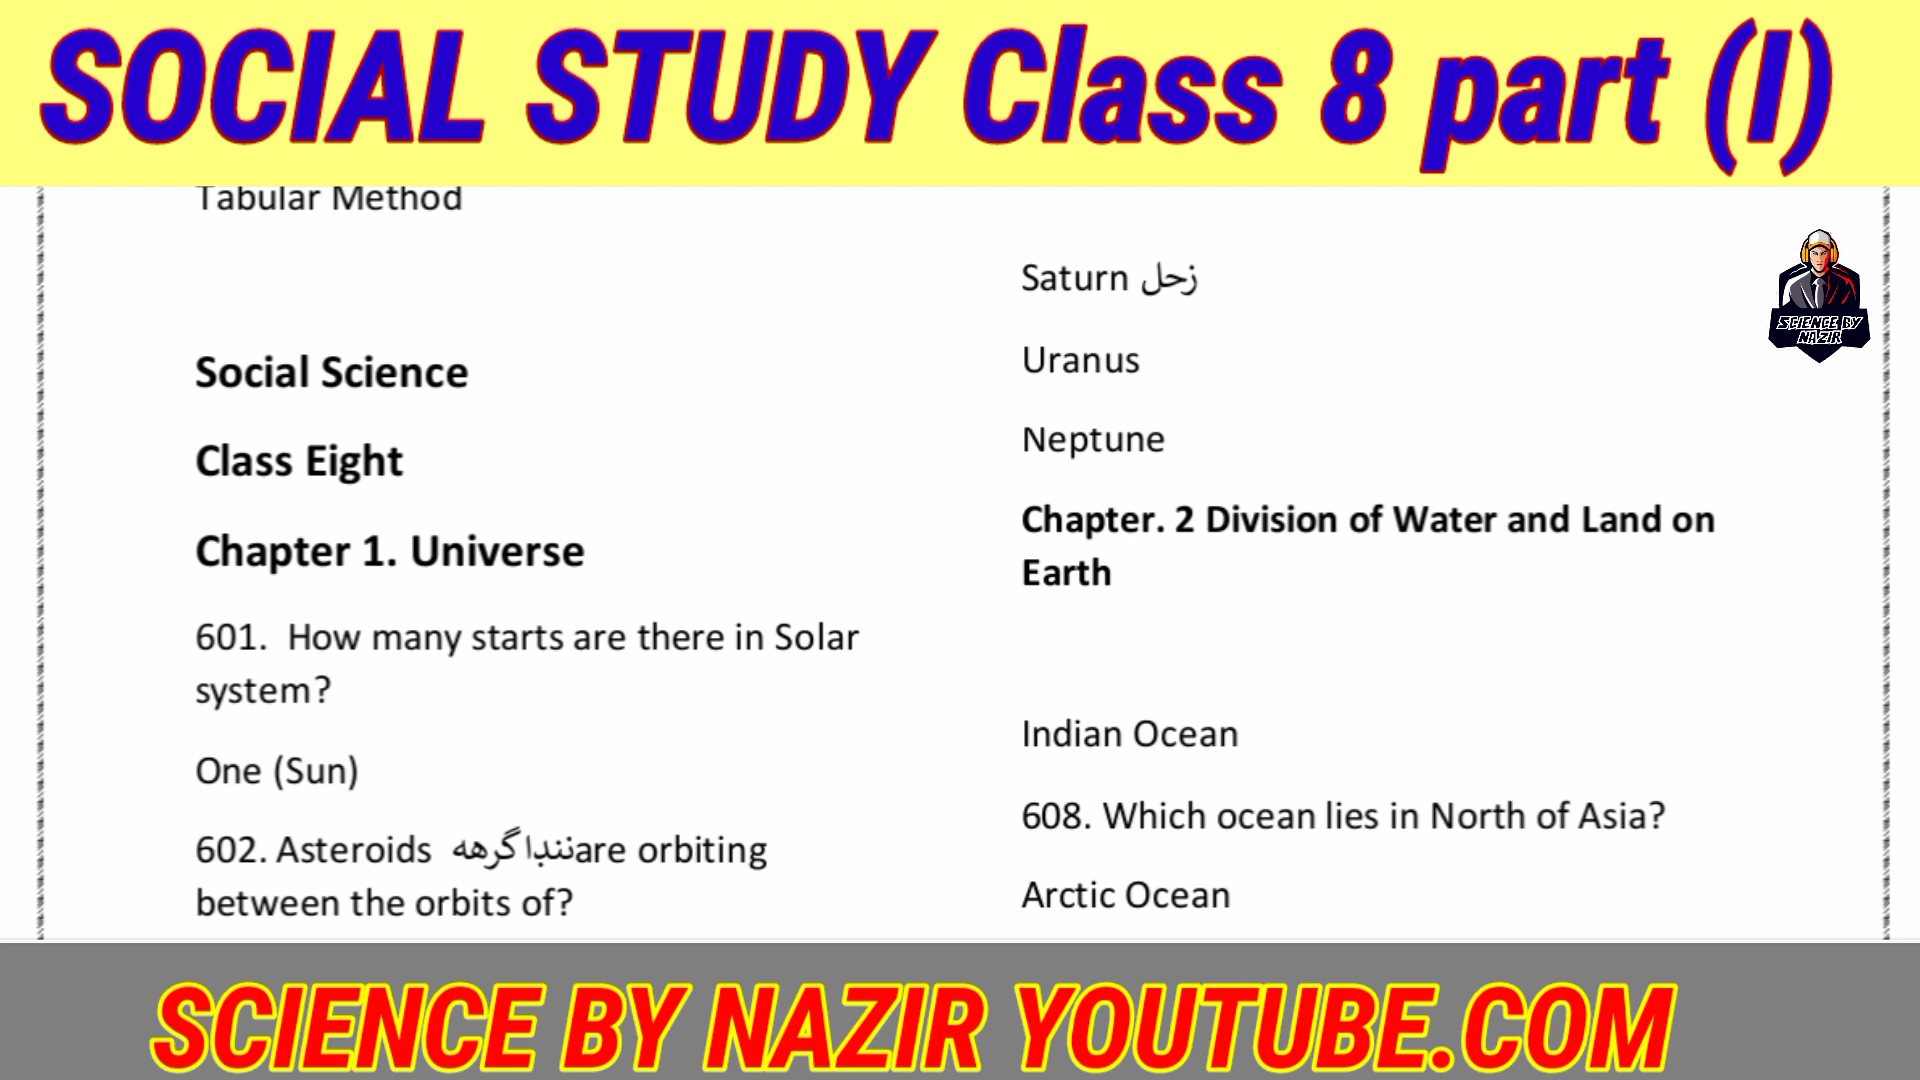 SOCIAL STUDY Class 8 part (I)
Tabular Method
Social Science
Class Eight
Chapter 1. Universe
601. How many starts are there in Solar
system?
One (Sun)
602. Asteroids are orbiting
between the orbits of?
Saturn زحل
Uranus
Neptune
Chapter. 2 Division of Water and Land on
Earth
Indian Ocean
608. Which ocean lies in North of Asia?
Arctic Ocean
SCIENCE BY
NAZIR
SCIENCE BY NAZIR YOUTUBE.COM